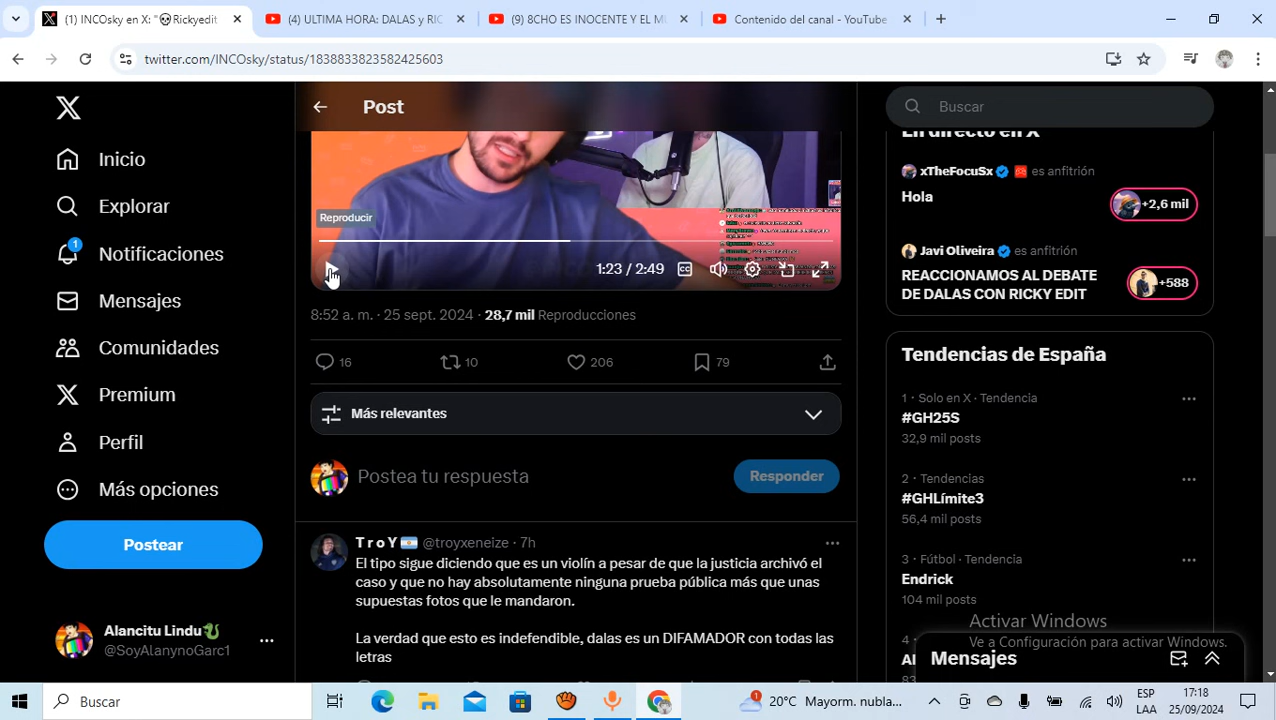 (1) INCOsky en X: "💀Rickyedit
(4) ULTIMA HORA: DALAS y RIC
(9) 8CHO ES INOCENTE Y EL M
Contenido del canal - YouTube
twitter.com/INCOsky/status/1838833823582425603
Inicio
Explorar
1
Notificaciones
Mensajes
Comunidades
Premium
Perfil
Más opciones
Postear
Alancitu Lindu🐉
@SoyAlanynoGarc1
Post
Reproducir
1:23 / 2:49
8:52 a. m. · 25 sept. 2024 · 28,7 mil Reproducciones
16 10 206 79
Más relevantes
Postea tu respuesta
Responder
T r o Y🇦🇷 @troyxeneize · 7h
El tipo sigue diciendo que es un violín a pesar de que la justicia archivó el
caso y que no hay absolutamente ninguna prueba pública más que unas
supuestas fotos que le mandaron.
La verdad que esto es indefendible, dalas es un DIFAMADOR con todas las
letras
Buscar
En directo en X
xTheFocusSx es anfitrión
Hola
+2,6 mil
Javi Oliveira es anfitrión
REACCIONAMOS AL DEBATE
DE DALAS CON RICKY EDIT
+588
Tendencias de España
1 · Solo en X · Tendencia
#GH25S
32,9 mil posts
2 · Tendencias
#GHLímite3
56,4 mil posts
3 · Fútbol · Tendencia
Endrick
104 mil posts
4 ·
Activar Windows
Ve a Configuración para activar Windows.
Mensajes
Buscar
1
20°C Mayorm. nubla...
ESP
LAA
17:18
25/09/2024